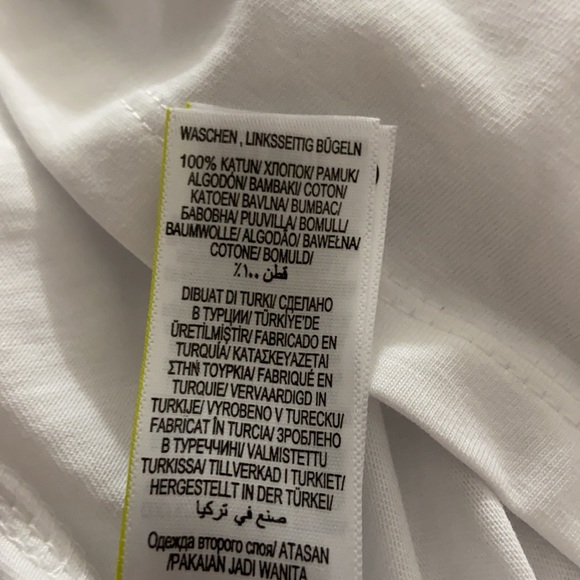 WASCHEN , LINKSSEITIG BÜGELN
100% KATUN/ ХЛОПОК/ PAMUK/
ALGODÓN/ BAMBAKI/ COTON/
KATOEN/ BAVLNA/ BUMBAC/
БАВОВНА/ PUUVILLA/ BOMULL/
BAUMWOLLE/ ALGODÃO/ BAWEŁNA/
COTONE/ BOMULD/
قطن ١٠٠٪
DIBUAT DI TURKI/ СДЕЛАНО
В ТУРЦИИ/ TÜRKİYE'DE
ÜRETİLMİŞTİR/ FABRICADO EN
TURQUÍA/ ΚΑΤΑΣΚΕΥΑΖΕΤΑΙ
ΣΤΗΝ ΤΟΥΡΚΙΑ/ FABRIQUÉ EN
TURQUIE/ VERVAARDIGD IN
TURKIJE/ VYROBENO V TURECKU/
FABRICAT ÎN TURCIA/ ЗРОБЛЕНО
В ТУРЕЧЧИНІ/ VALMISTETTU
TURKISSA/ TILLVERKAD I TURKIET/
HERGESTELLT IN DER TÜRKEI/
صنع في تركيا
Одежда второго слоя/ ATASAN
/PAKAIAN JADI WANITA